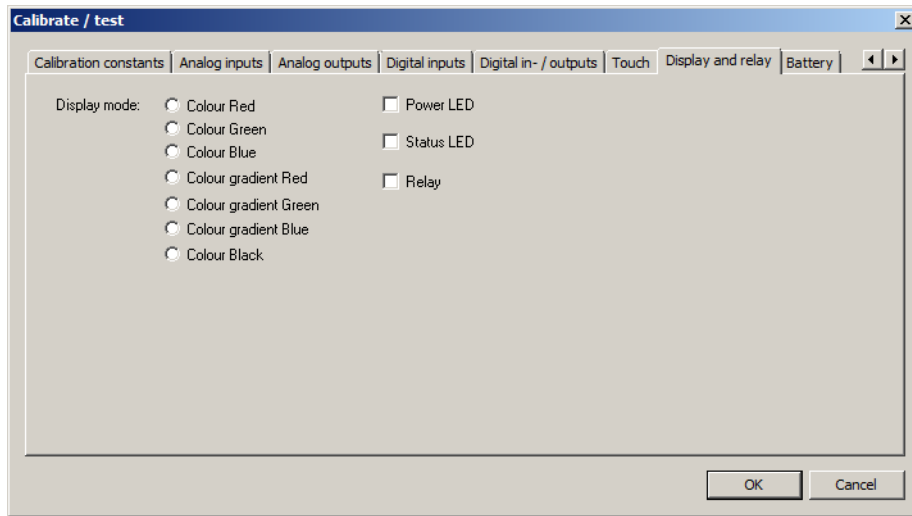 Calibrate / test
Calibration constants Analog inputs Analog outputs Digital inputs Digital in- / outputs Touch Display and relay Battery
Display mode:
Colour Red
Colour Green
Colour Blue
Colour gradient Red
Colour gradient Green
Colour gradient Blue
Colour Black
Power LED
Status LED
Relay
OK Cancel